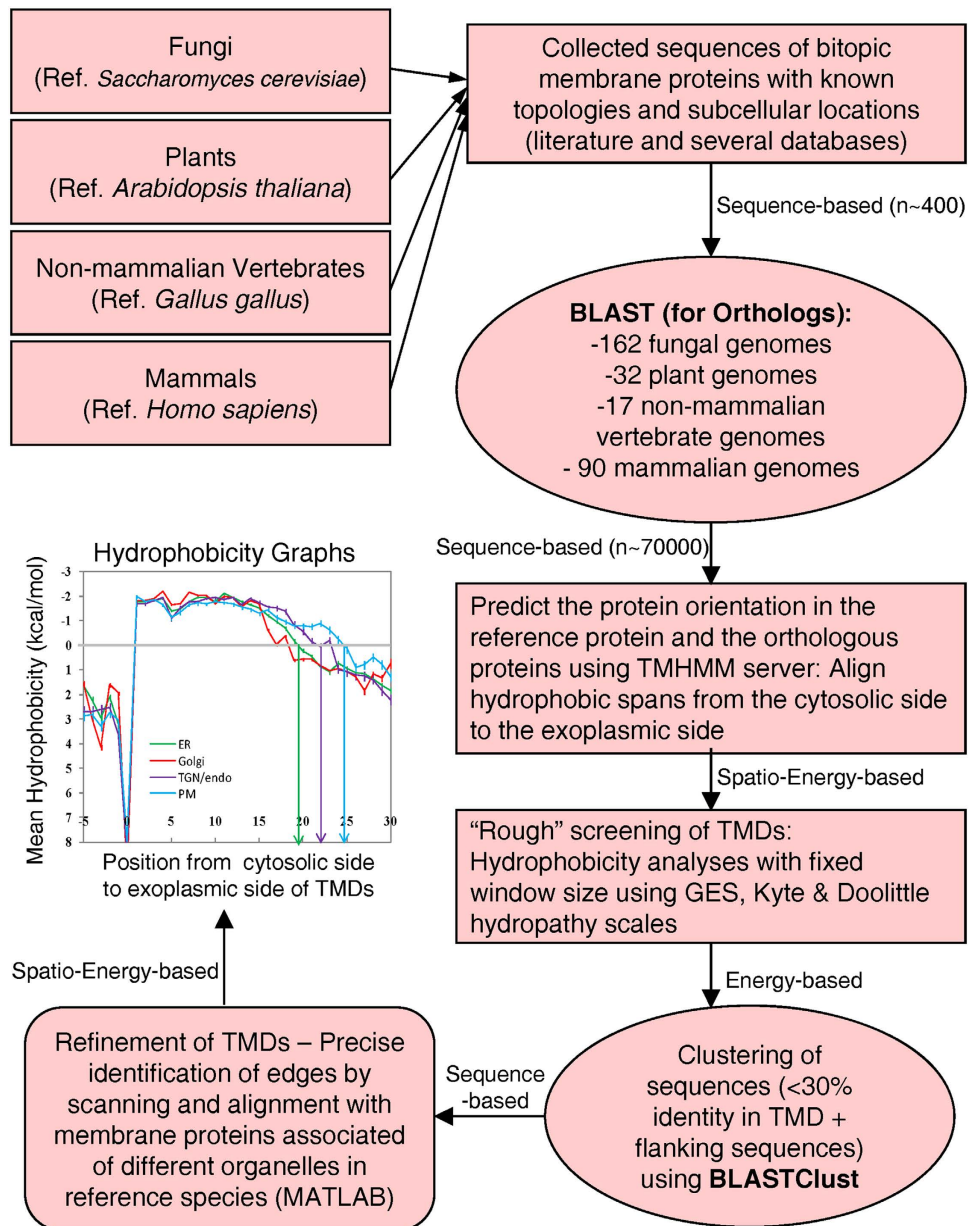 Fungi
(Ref. Saccharomyces cerevisiae)
Plants
(Ref. Arabidopsis thaliana)
Non-mammalian Vertebrates
(Ref. Gallus gallus)
Mammals
(Ref. Homo sapiens)
Collected sequences of bitopic
membrane proteins with known
topologies and subcellular locations
(literature and several databases)
Sequence-based (n~400)
BLAST (for Orthologs):
-162 fungal genomes
-32 plant genomes
-17 non-mammalian
vertebrate genomes
- 90 mammalian genomes
Sequence-based (n~70000)
Predict the protein orientation in the
reference protein and the orthologous
proteins using TMHMM server: Align
hydrophobic spans from the cytosolic side
to the exoplasmic side
Spatio-Energy-based
“Rough” screening of TMDs:
Hydrophobicity analyses with fixed
window size using GES, Kyte & Doolittle
hydropathy scales
Energy-based
Clustering of
sequences (<30%
identity in TMD +
flanking sequences)
using BLASTClust
Sequence
-based
Refinement of TMDs – Precise
identification of edges by
scanning and alignment with
membrane proteins associated
of different organelles in
reference species (MATLAB)
Spatio-Energy-based
Hydrophobicity Graphs
Mean Hydrophobicity (kcal/mol)
-3
-2
-1
0
1
2
3
4
5
6
7
8
ER
Golgi
TGN/endo
PM
-5 0 5 10 15 20 25 30
Position from cytosolic side
to exoplasmic side of TMDs